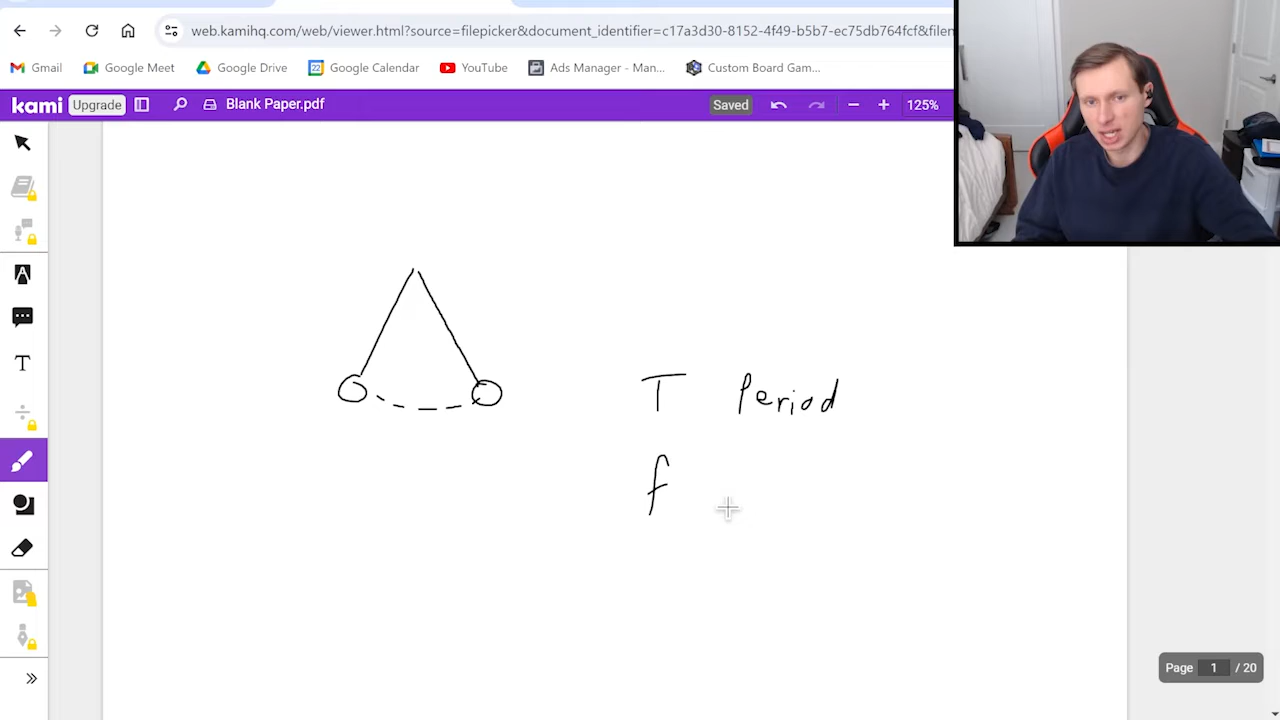 web.kamihq.com/web/viewer.html?source=filepicker&document_identifier=c17a3d30-8152-4f49-b5b7-ec75db764fcf&filen
Gmail Google Meet Google Drive 22 Google Calendar YouTube Ads Manager - Man... Custom Board Gam...
kami Upgrade Blank Paper.pdf Saved 125%
A
T
T Period
f
Page 1 / 20